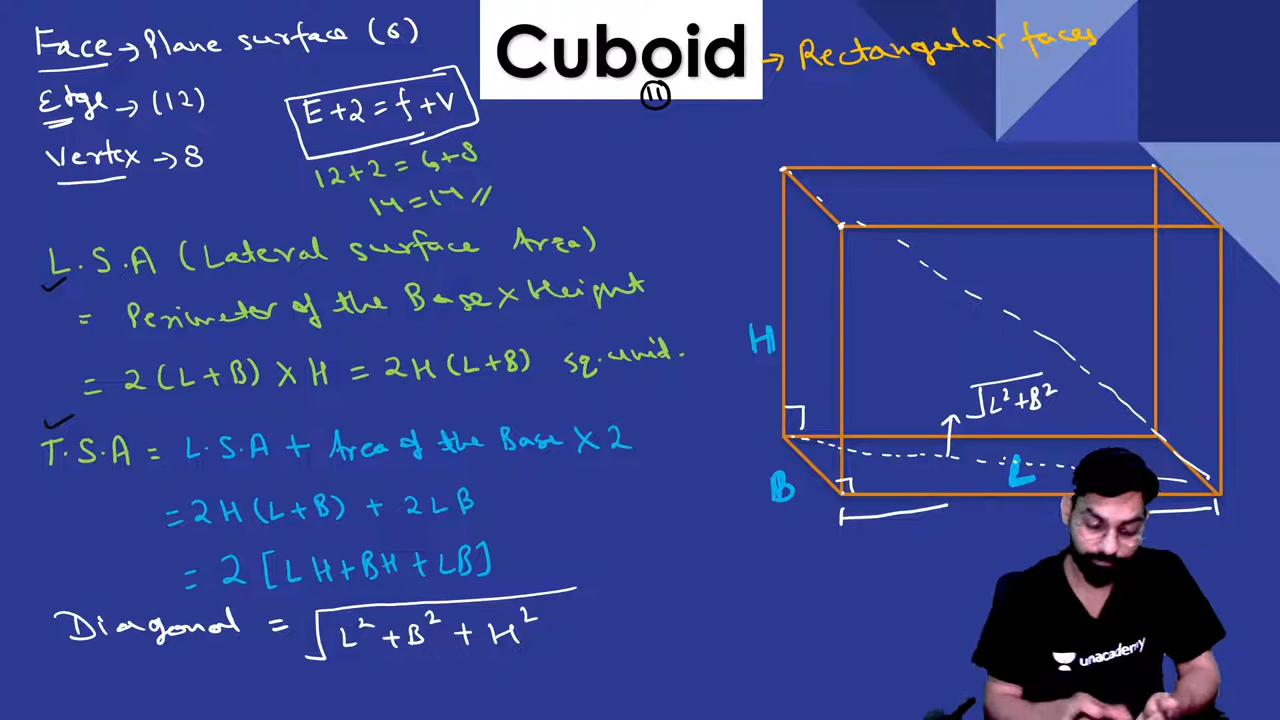 Face → Plane surface (6)
Cuboid → Rectangular faces
11
Edge → (12)
E + 2 = f + V
Vertex → 8
12 + 2 = 6 + 8
14 = 14 //
L.S.A (Lateral surface Area)
= Perimeter of the Base × Height
= 2(L+B) × H = 2H(L+B) sq. unit.
T.S.A = L.S.A + Area of the Base × 2
= 2H(L+B) + 2LB
= 2[LH+BH+LB]
Diagonal = √L²+B²+H²
H
√L²+B²
L
B
unacademy